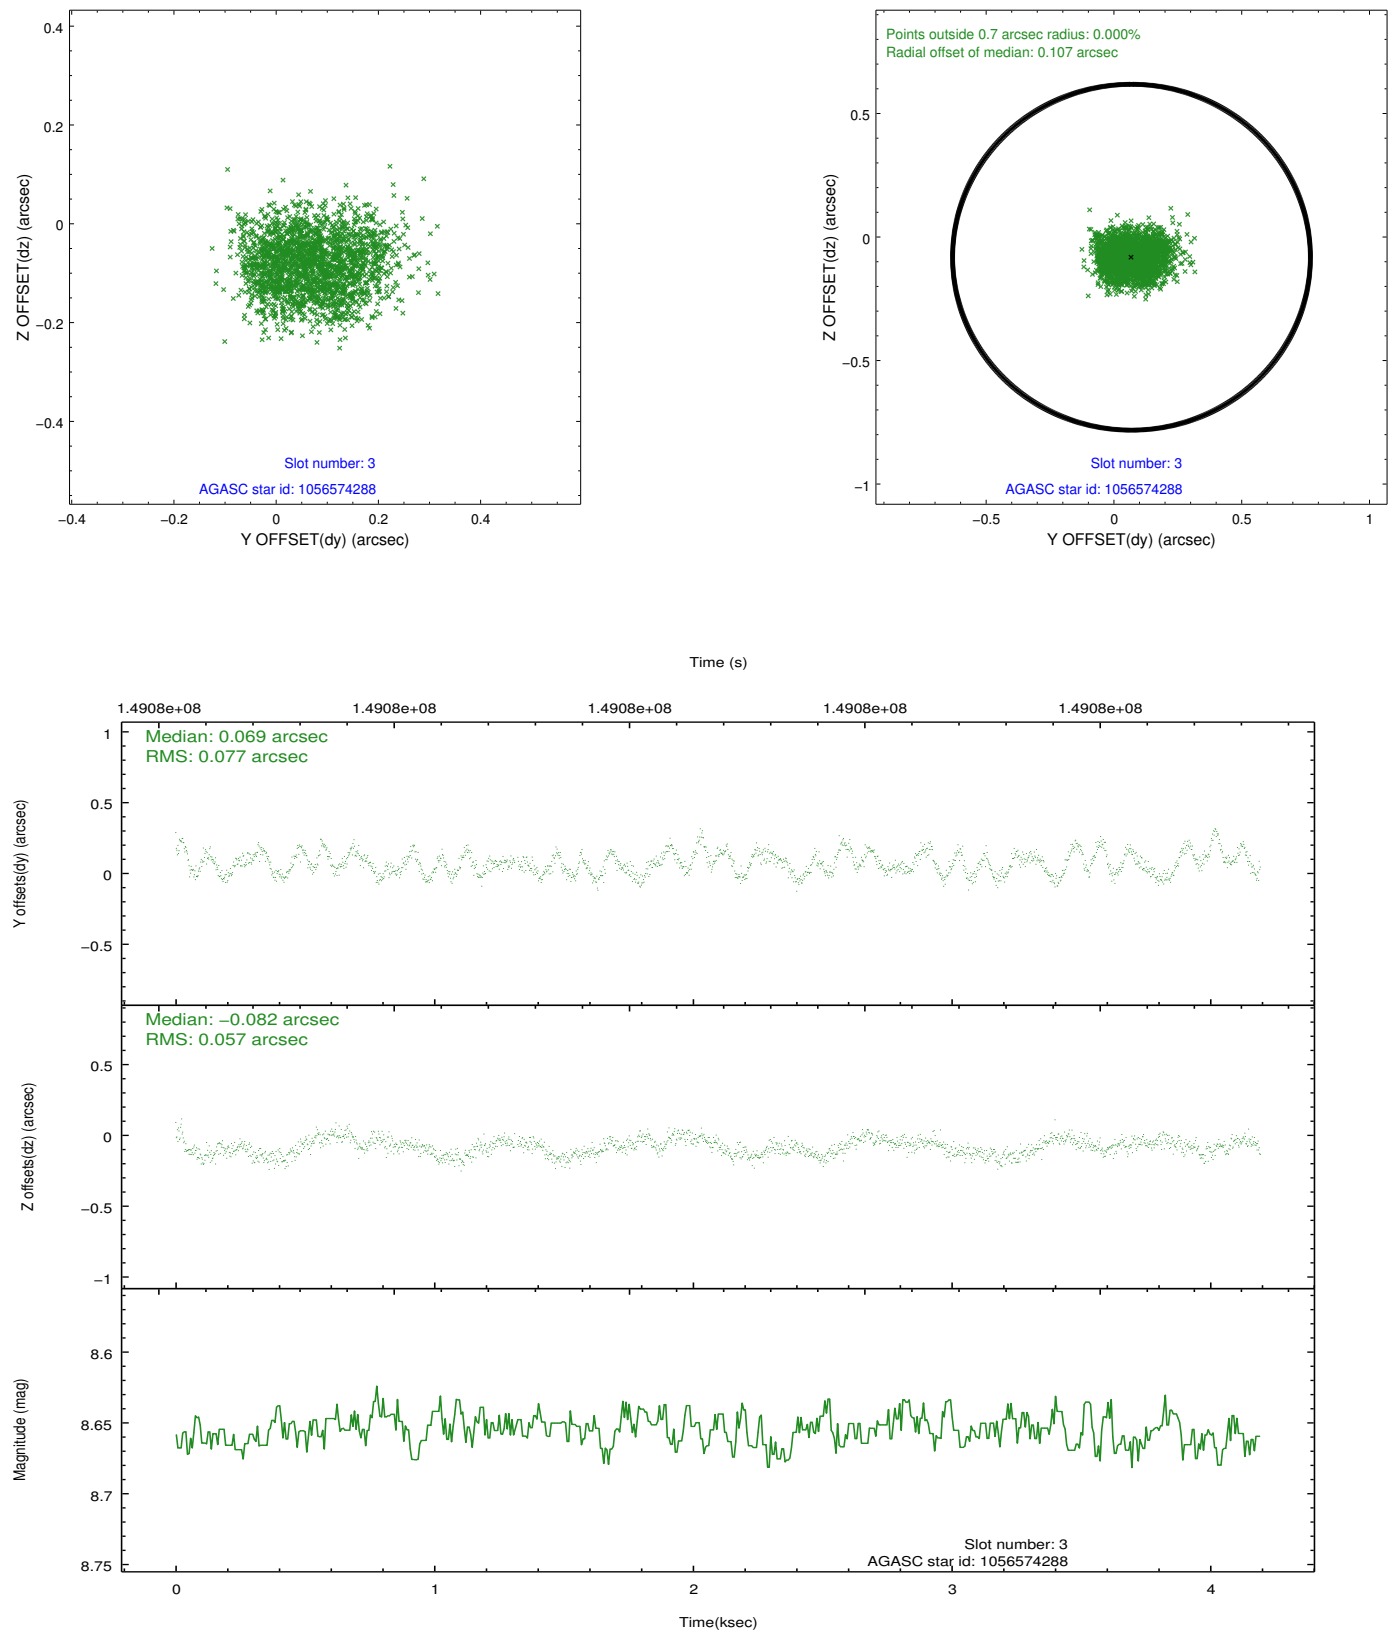 0.4
0.2
0
−0.2
−0.4
Z OFFSET(dz) (arcsec)
Slot number: 3
AGASC star id: 1056574288
−0.4 −0.2 0 0.2 0.4
Y OFFSET(dy) (arcsec)
Points outside 0.7 arcsec radius: 0.000%
Radial offset of median: 0.107 arcsec
0.5
0
−0.5
−1
Z OFFSET(dz) (arcsec)
Slot number: 3
AGASC star id: 1056574288
−0.5 0 0.5 1
Y OFFSET(dy) (arcsec)
Time (s)
1.4908e+08 1.4908e+08 1.4908e+08 1.4908e+08 1.4908e+08
Median: 0.069 arcsec
RMS: 0.077 arcsec
1
0.5
0
−0.5
Y offsets(dy) (arcsec)
Median: −0.082 arcsec
RMS: 0.057 arcsec
0.5
0
−0.5
−1
Z offsets(dz) (arcsec)
8.6
8.65
8.7
8.75
Magnitude (mag)
Slot number: 3
AGASC star id: 1056574288
0 1 2 3 4
Time(ksec)